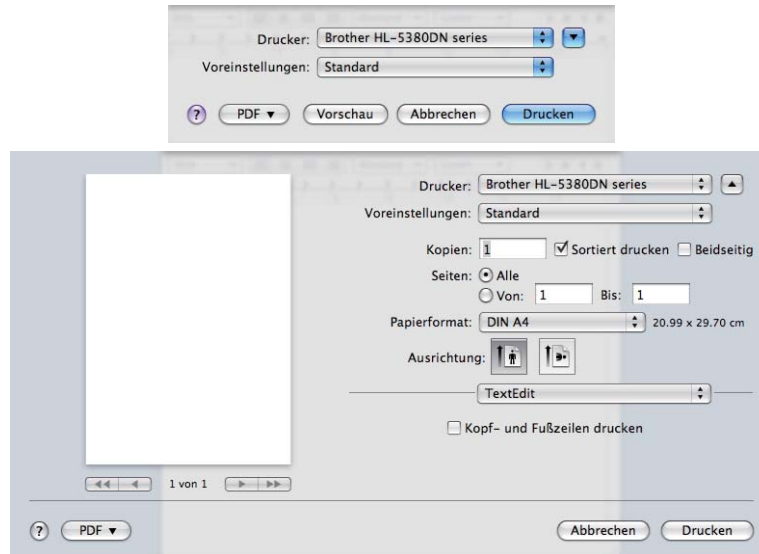 Drucker: Brother HL-5380DN series
Voreinstellungen: Standard
? PDF ▼ Vorschau Abbrechen Drucken
Drucker: Brother HL-5380DN series
Voreinstellungen: Standard
Kopien: 1 Sortiert drucken Beidseitig
Seiten: Alle
Von: 1 Bis: 1
Papierformat: DIN A4 20.99 x 29.70 cm
Ausrichtung:
TextEdit
Kopf- und Fußzeilen drucken
1 von 1
? PDF ▼ Abbrechen Drucken